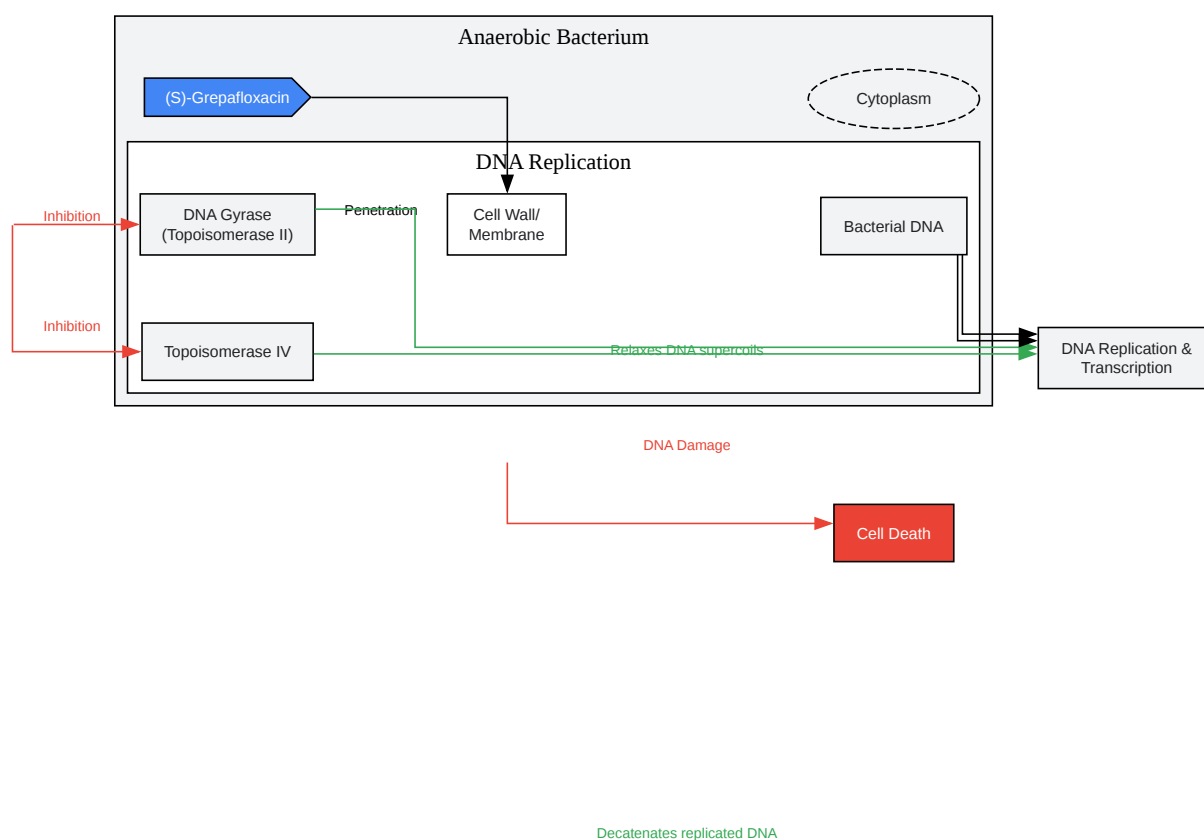 Anaerobic Bacterium
(S)-Grepafloxacin
Cytoplasm
DNA Replication
Inhibition
DNA Gyrase
(Topoisomerase II)
Penetration
Cell Wall/
Membrane
Bacterial DNA
Inhibition
Topoisomerase IV
Relaxes DNA supercoils
DNA Replication &
Transcription
DNA Damage
Cell Death
Decatenates replicated DNA